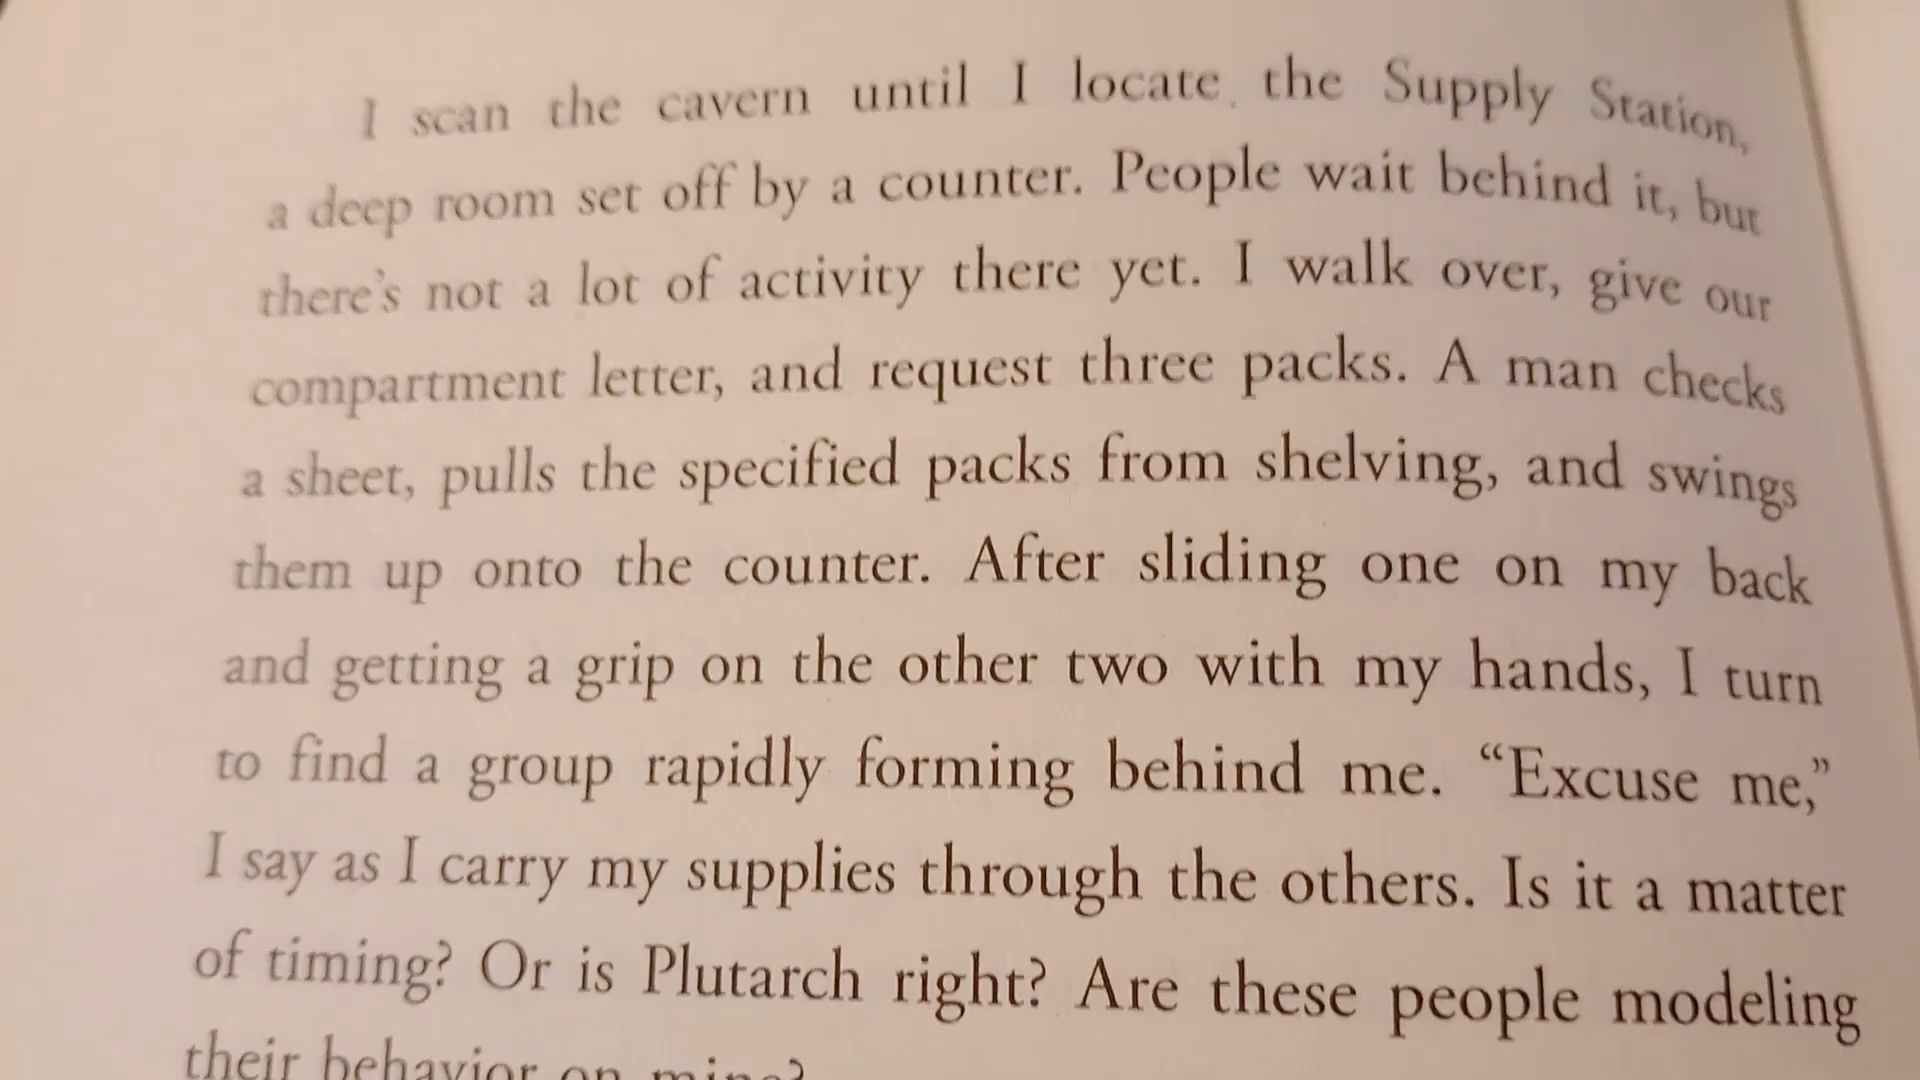 I scan the cavern until I locate the Supply Station,
a deep room set off by a counter. People wait behind it, but
there's not a lot of activity there yet. I walk over, give our
compartment letter, and request three packs. A man checks
a sheet, pulls the specified packs from shelving, and swings
them up onto the counter. After sliding one on my back
and getting a grip on the other two with my hands, I turn
to find a group rapidly forming behind me. “Excuse me,”
I say as I carry my supplies through the others. Is it a matter
of timing? Or is Plutarch right? Are these people modeling
their behavior on mine?